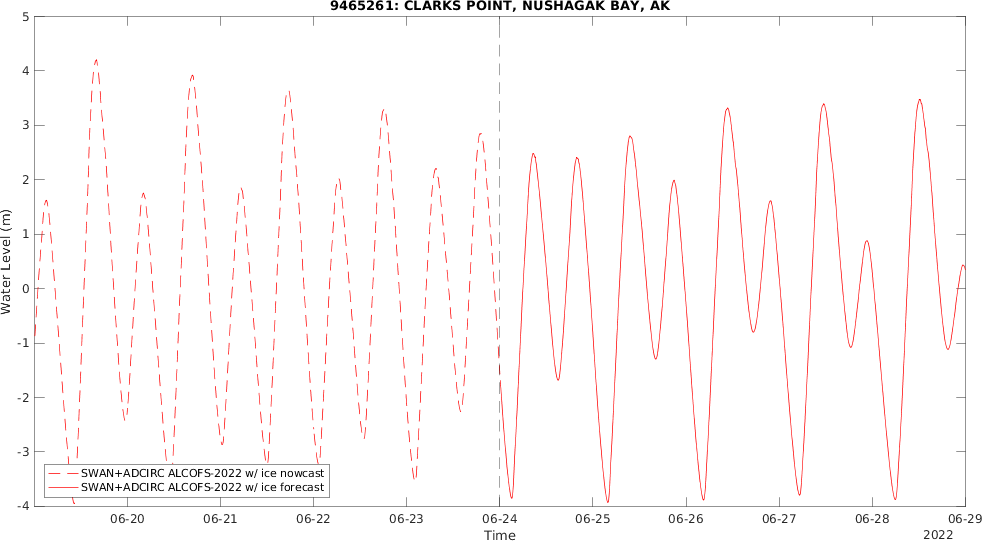 9465261: CLARKS POINT, NUSHAGAK BAY, AK
5
4
3
2
1
0
-1
-2
-3
-4
Water Level (m)
SWAN+ADCIRC ALCOFS-2022 w/ ice nowcast
SWAN+ADCIRC ALCOFS-2022 w/ ice forecast
06-20 06-21 06-22 06-23 06-24 06-25 06-26 06-27 06-28 06-29
Time
2022